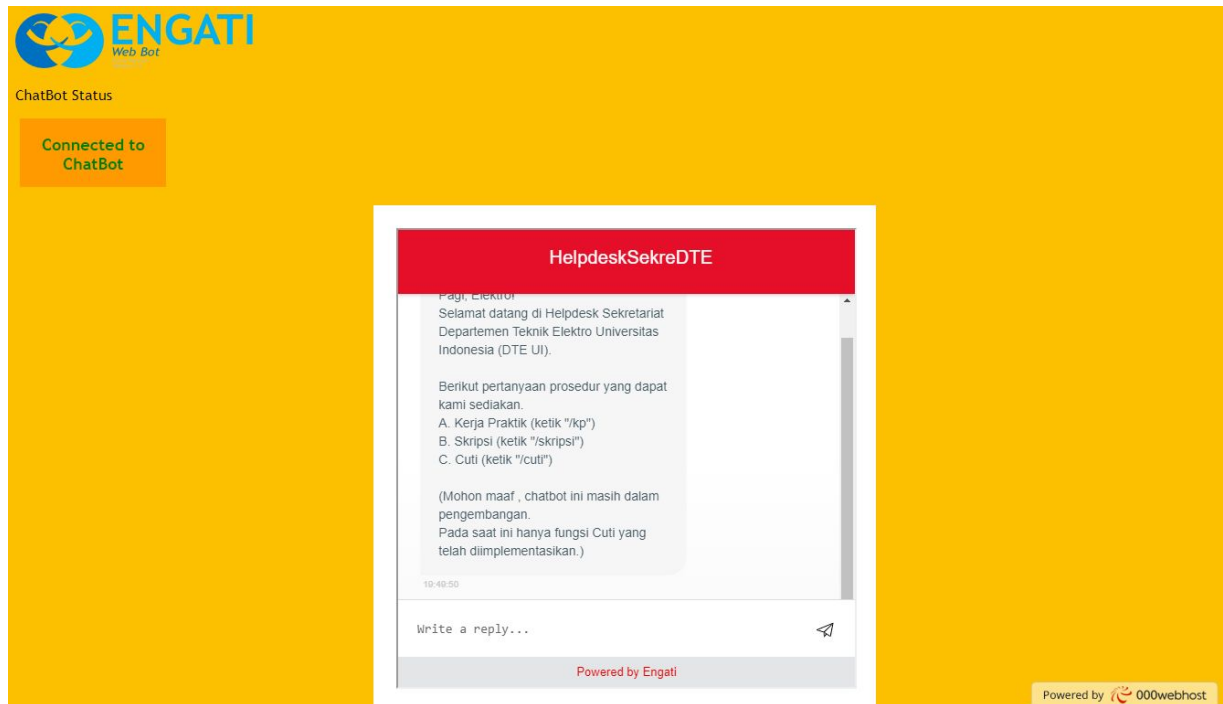 ENGATI
Web Bot
ChatBot Status
Connected to
ChatBot
HelpdeskSekreDTE
Pagi, Elektro!
Selamat datang di Helpdesk Sekretariat
Departemen Teknik Elektro Universitas
Indonesia (DTE UI).
Berikut pertanyaan prosedur yang dapat
kami sediakan.
A. Kerja Praktik (ketik "/kp")
B. Skripsi (ketik "/skripsi")
C. Cuti (ketik "/cuti")
(Mohon maaf , chatbot ini masih dalam
pengembangan.
Pada saat ini hanya fungsi Cuti yang
telah diimplementasikan.)
19:49:50
Write a reply...
Powered by Engati
Powered by 000webhost